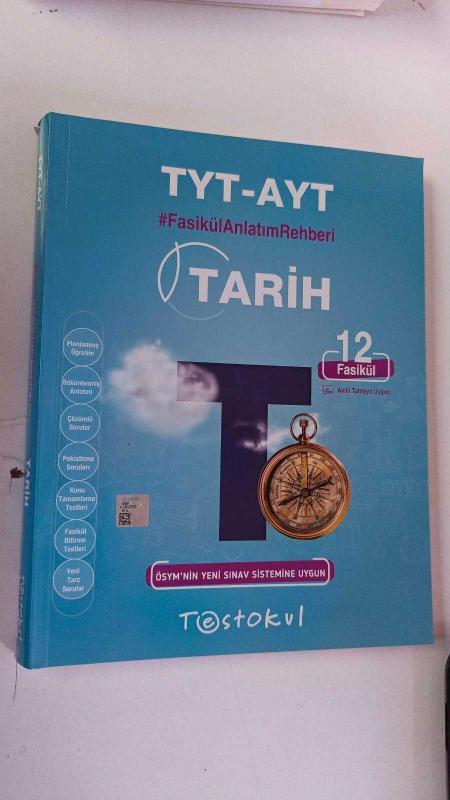 TYT-AYT
#FasikülAnlatımRehberi
TARİH
12
Fasikül
Akıllı Tahtaya Uygun
Planlanmış
Öğretim
Bölümlenmiş
Anlatım
Çözümlü
Sorular
Pekiştirme
Soruları
Konu
Tamamlama
Testleri
Fasikül
Bitirme
Testleri
Yeni
Tarz
Sorular
T
ÖSYM'NİN YENİ SINAV SİSTEMİNE UYGUN
Testokul
TYT-AYT
TARİH